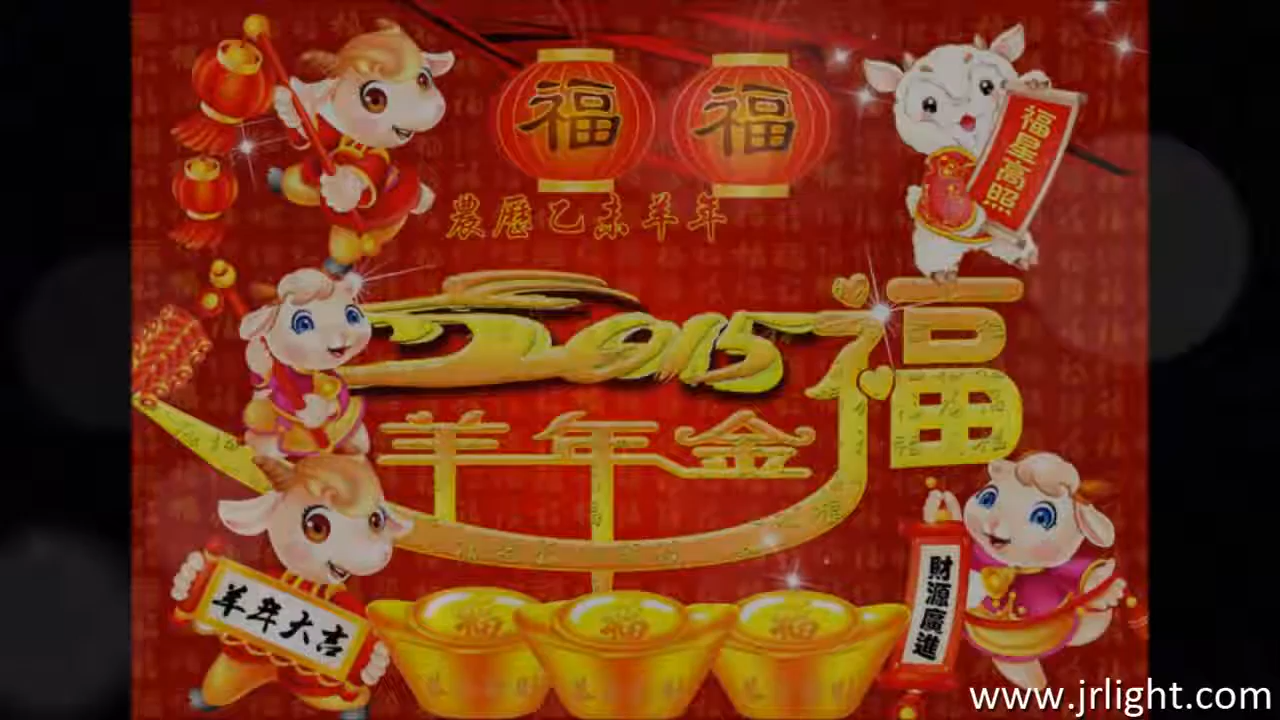 福 福
福星高照
農歷乙未羊年
2015
福
羊年金
羊年大吉
財源廣進
福 福 福
www.jrlight.com